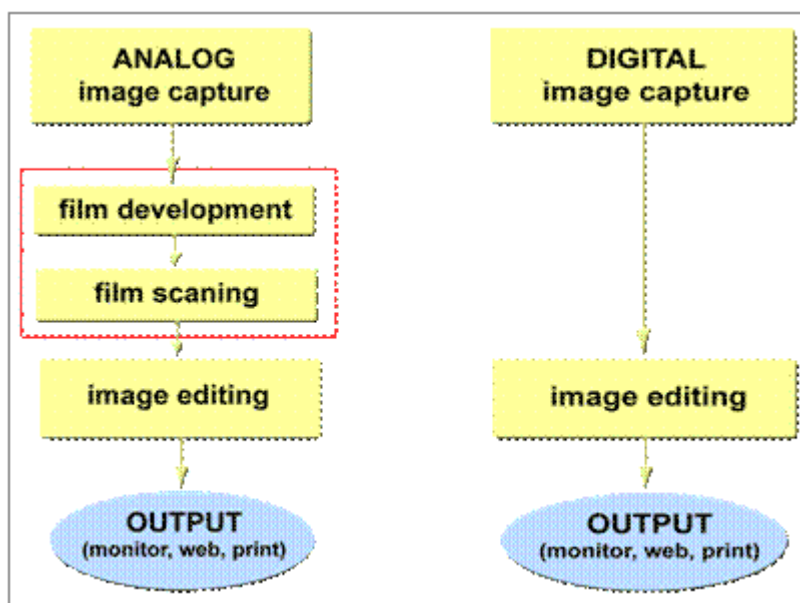 ANALOG
image capture
film development
film scaning
image editing
OUTPUT
(monitor, web, print)
DIGITAL
image capture
image editing
OUTPUT
(monitor, web, print)